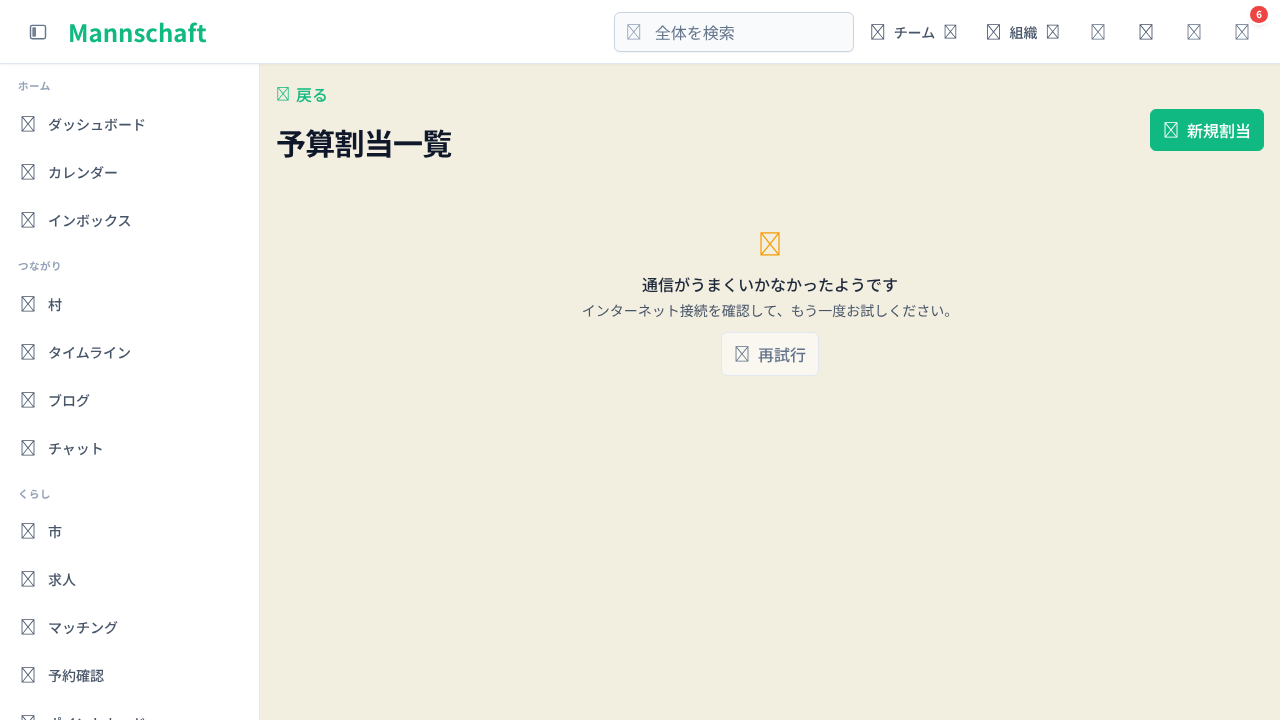 Mannschaft
全体を検索
チーム
組織
6
ホーム
ダッシュボード
カレンダー
インボックス
つながり
村
タイムライン
ブログ
チャット
くらし
市
求人
マッチング
予約確認
戻る
予算割当一覧
新規割当
通信がうまくいかなかったようです
インターネット接続を確認して、もう一度お試しください。
再試行